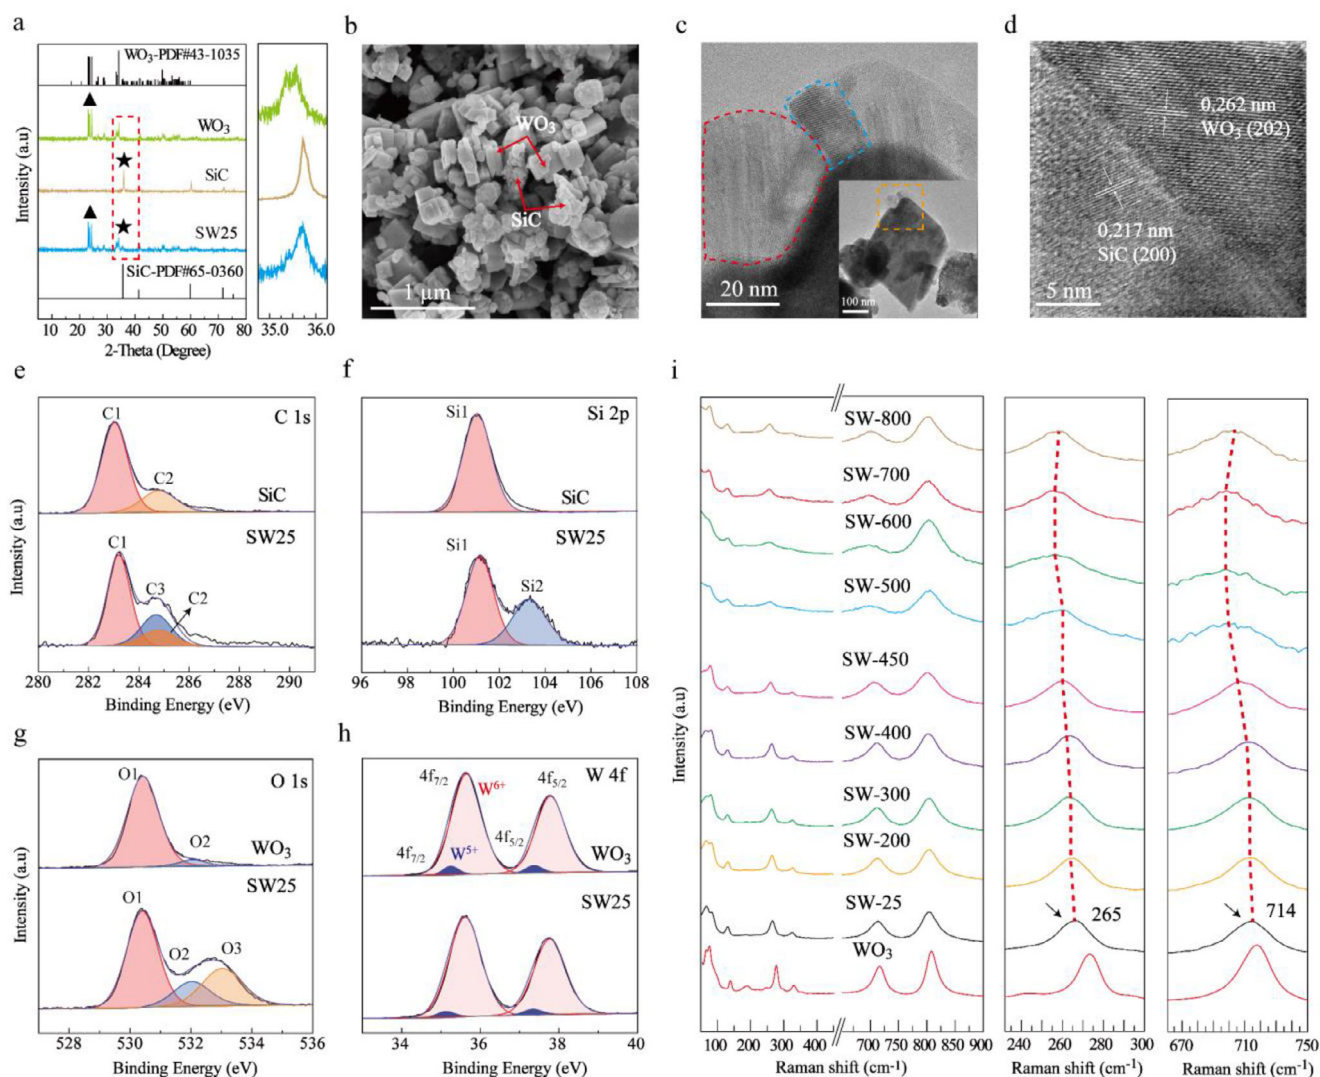 a
WO₃-PDF#43-1035
▲
WO₃
★
SiC
▲
★
SW25
SiC-PDF#65-0360
Intensity (a.u)
10 20 30 40 50 60 70 80
2-Theta (Degree)
35.0 36.0
b
WO₃
SiC
1 μm
c
20 nm
100 nm
d
0,262 nm
WO₃ (202)
0,217 nm
SiC (200)
5 nm
e
C 1s
C1
C2
SiC
SW25
C1
C3
C2
Intensity (a.u)
280 282 284 286 288 290
Binding Energy (eV)
f
Si 2p
Si1
SiC
SW25
Si1
Si2
96 98 100 102 104 106 108
Binding Energy (eV)
g
O 1s
O1
O2
WO₃
SW25
O1
O2
O3
Intensity (a.u)
528 530 532 534 536
Binding Energy (eV)
h
W 4f
4f₇/₂
W⁶⁺
4f₅/₂
4f₇/₂
W⁵⁺
4f₅/₂
WO₃
SW25
34 36 38 40
Binding Energy (eV)
i
SW-800
SW-700
SW-600
SW-500
SW-450
SW-400
SW-300
SW-200
SW-25
WO₃
Intensity (a.u)
100 200 300 400 700 800 900
Raman shift (cm⁻¹)
265
240 260 280 300
Raman shift (cm⁻¹)
714
660 710 750
Raman shift (cm⁻¹)